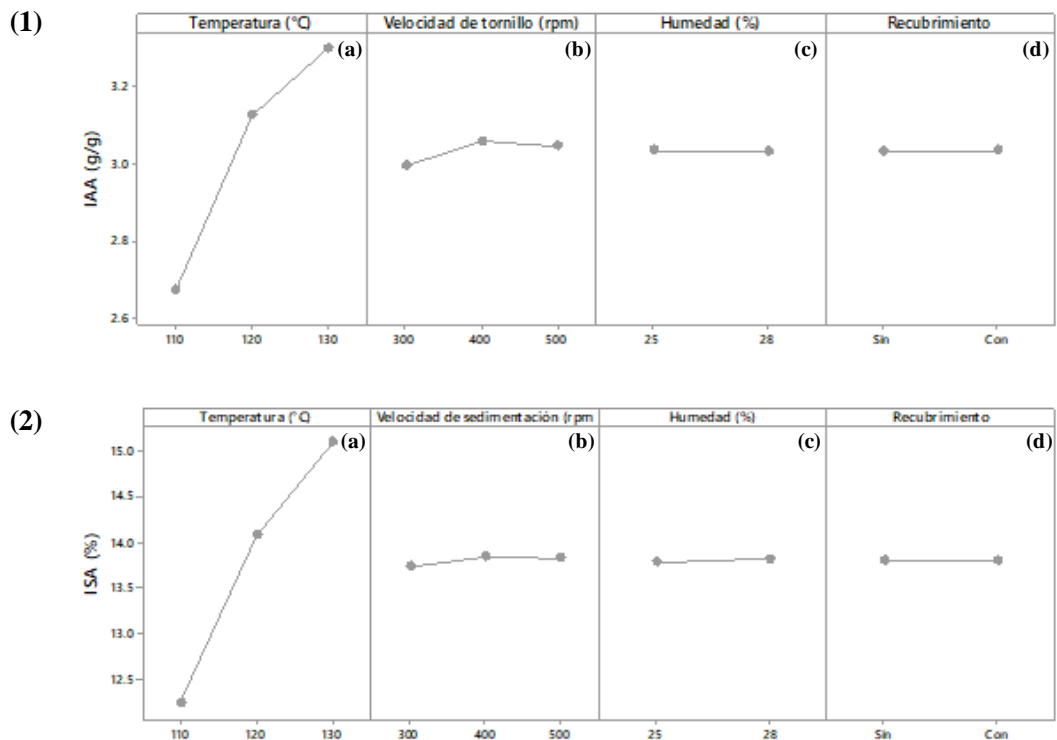 (1)
Temperatura (°C) Velocidad de tornillo (rpm) Humedad (%) Recubrimiento
(a) (b) (c) (d)
3.2
3.0
2.8
2.6
IAA (g/g)
110 120 130 300 400 500 25 28 Sin Con
(2)
Temperatura (°C) Velocidad de sedimentación (rpm Humedad (%) Recubrimiento
(a) (b) (c) (d)
15.0
14.5
14.0
13.5
13.0
12.5
ISA (%)
110 120 130 300 400 500 25 28 Sin Con